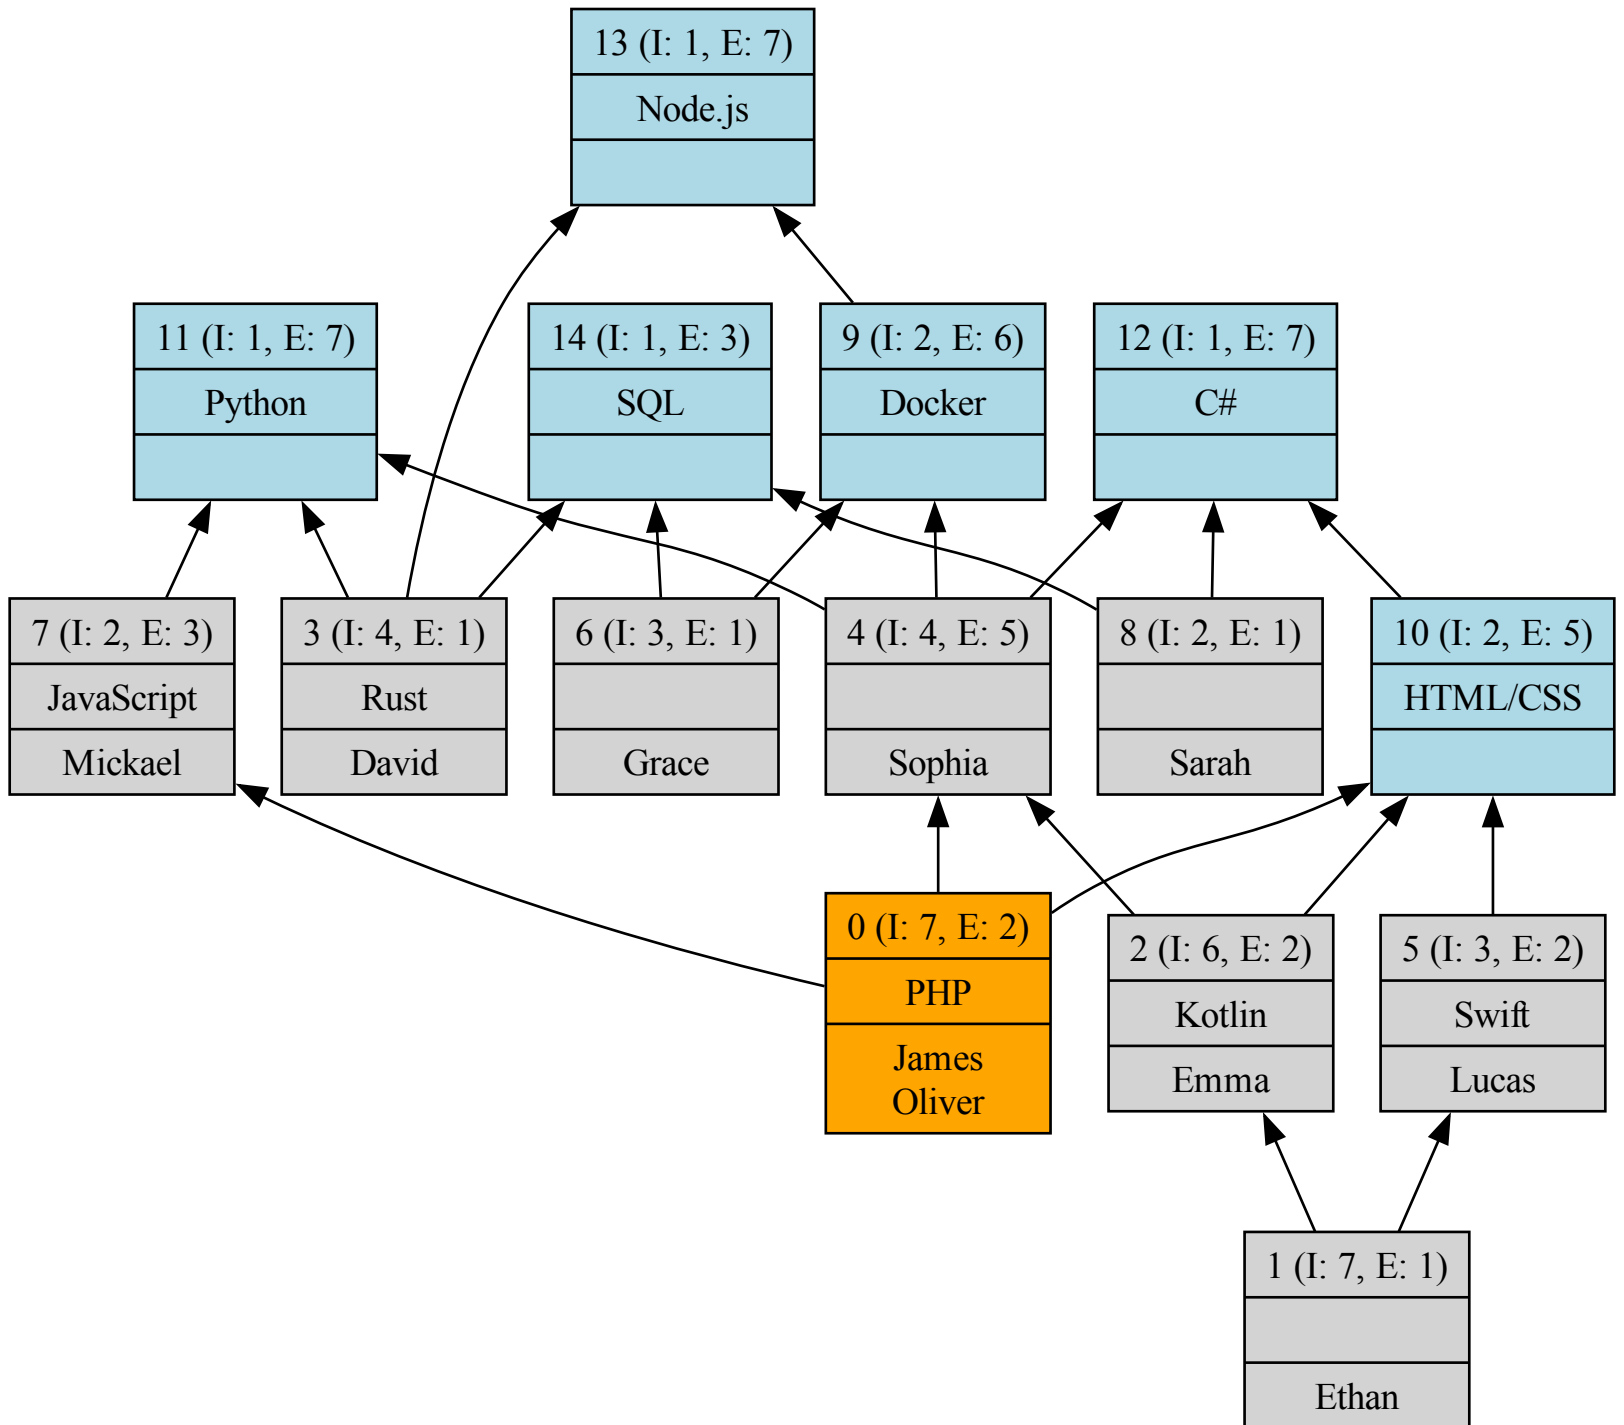 13 (I: 1, E: 7)
Node.js
11 (I: 1, E: 7)
Python
14 (I: 1, E: 3)
SQL
9 (I: 2, E: 6)
Docker
12 (I: 1, E: 7)
C#
7 (I: 2, E: 3)
JavaScript
Mickael
3 (I: 4, E: 1)
Rust
David
6 (I: 3, E: 1)
Grace
4 (I: 4, E: 5)
Sophia
8 (I: 2, E: 1)
Sarah
10 (I: 2, E: 5)
HTML/CSS
0 (I: 7, E: 2)
PHP
James
Oliver
2 (I: 6, E: 2)
Kotlin
Emma
5 (I: 3, E: 2)
Swift
Lucas
1 (I: 7, E: 1)
Ethan